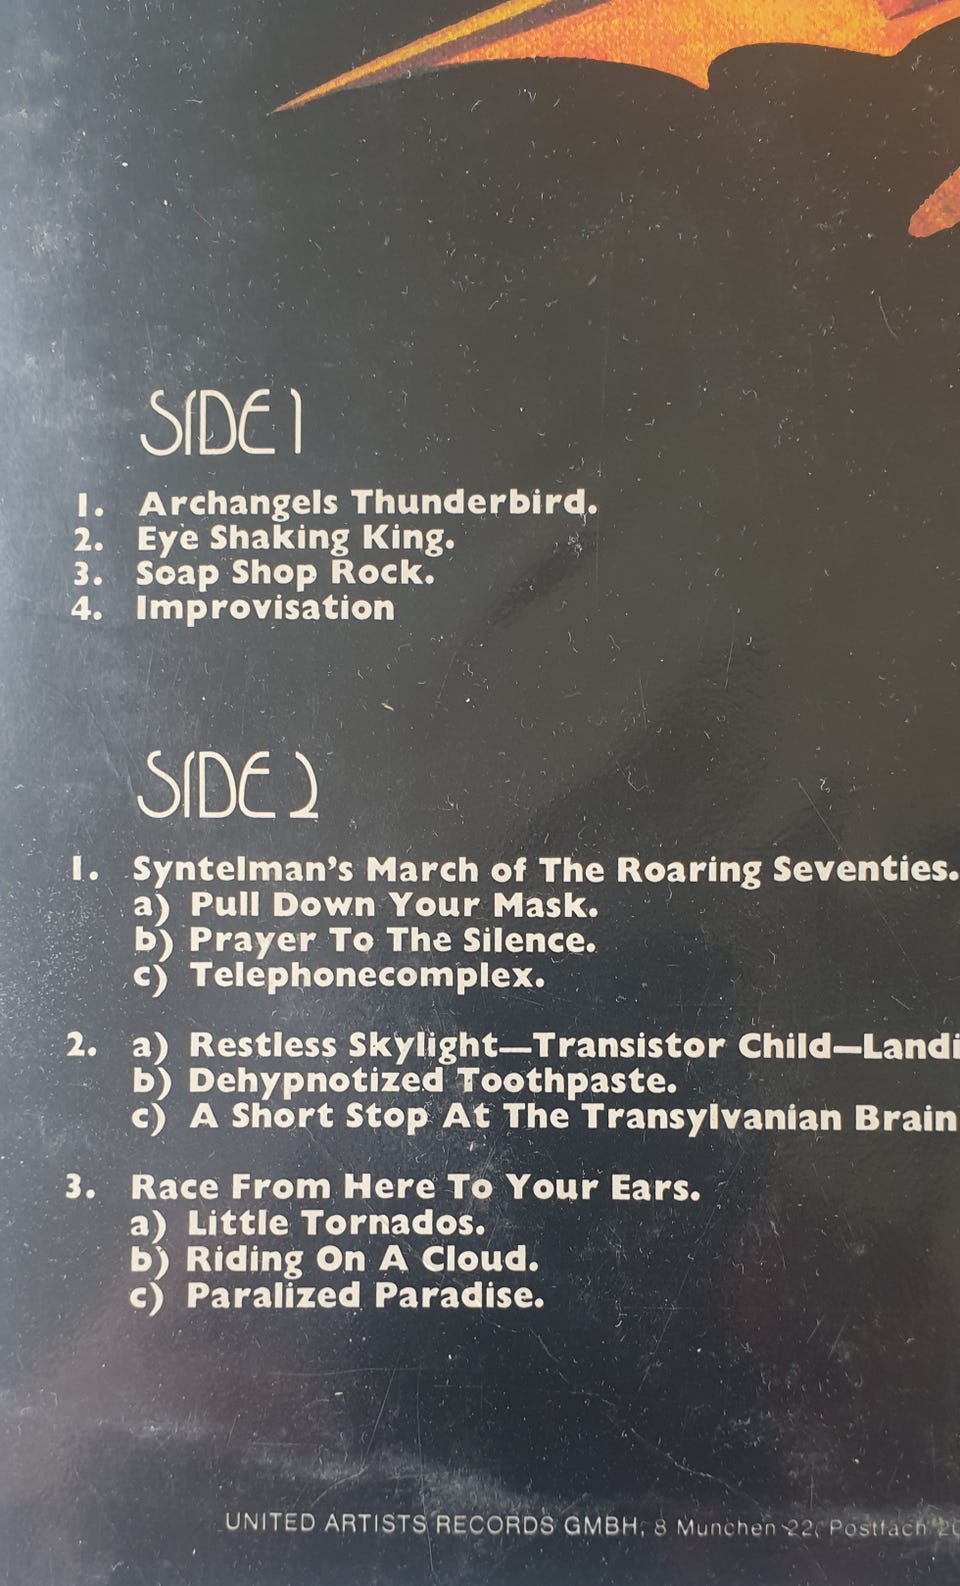 SIDE 1
1. Archangels Thunderbird.
2. Eye Shaking King.
3. Soap Shop Rock.
4. Improvisation
SIDE 2
1. Syntelman's March of The Roaring Seventies.
a) Pull Down Your Mask.
b) Prayer To The Silence.
c) Telephonecomplex.
2. a) Restless Skylight—Transistor Child—Landi
b) Dehypnotized Toothpaste.
c) A Short Stop At The Transylvanian Brain
3. Race From Here To Your Ears.
a) Little Tornados.
b) Riding On A Cloud.
c) Paralized Paradise.
UNITED ARTISTS RECORDS GMBH, 8 Munchen 22, Postfach